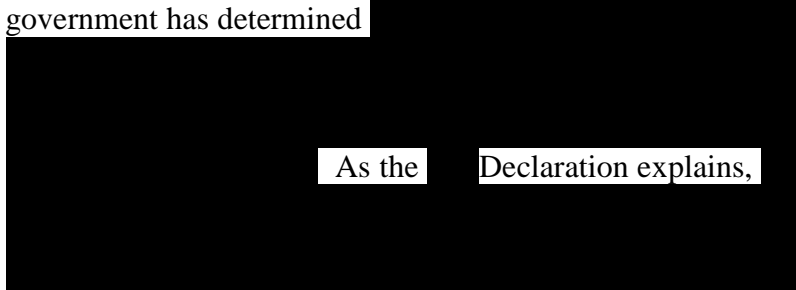 government has determined
As the Declaration explains,